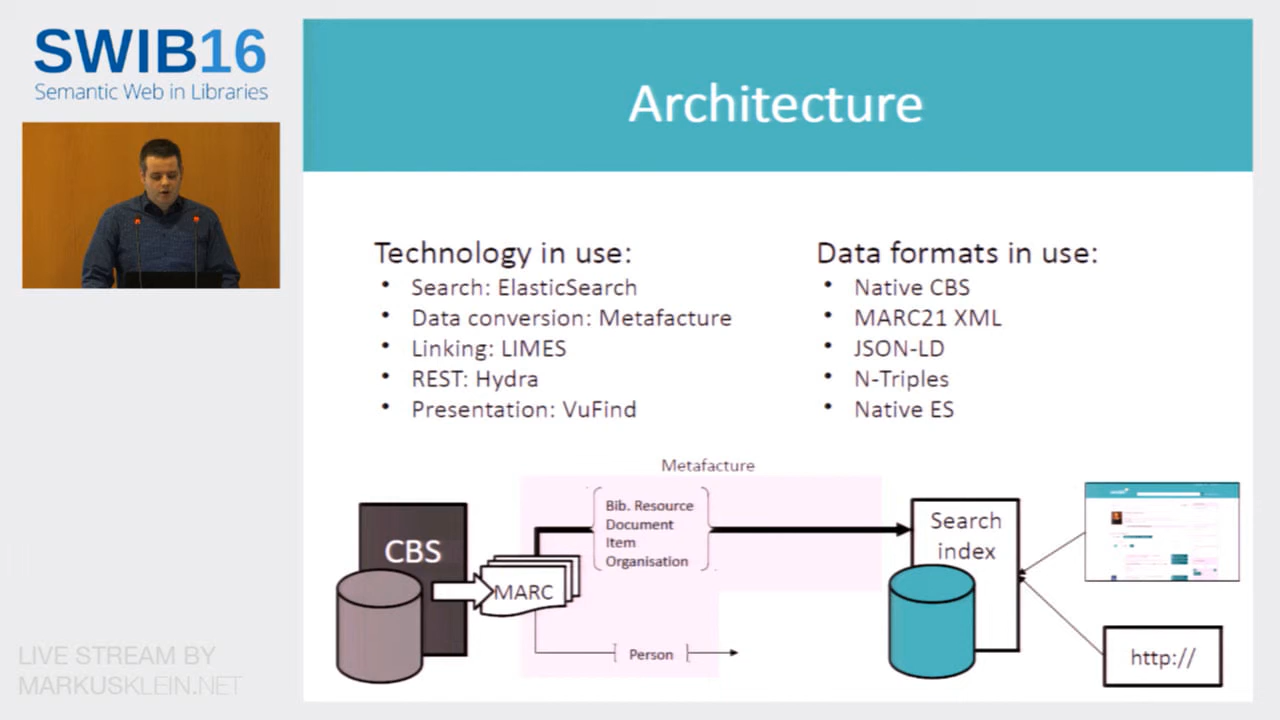 SWIB16
Semantic Web in Libraries
Architecture
Technology in use:
• Search: ElasticSearch
• Data conversion: Metafacture
• Linking: LIMES
• REST: Hydra
• Presentation: VuFind
Data formats in use:
• Native CBS
• MARC21 XML
• JSON-LD
• N-Triples
• Native ES
Metafacture
CBS
MARC
Bib. Resource
Document
Item
Organisation
Person
Search
index
http://
LIVE STREAM BY
MARKUSKLEIN.NET